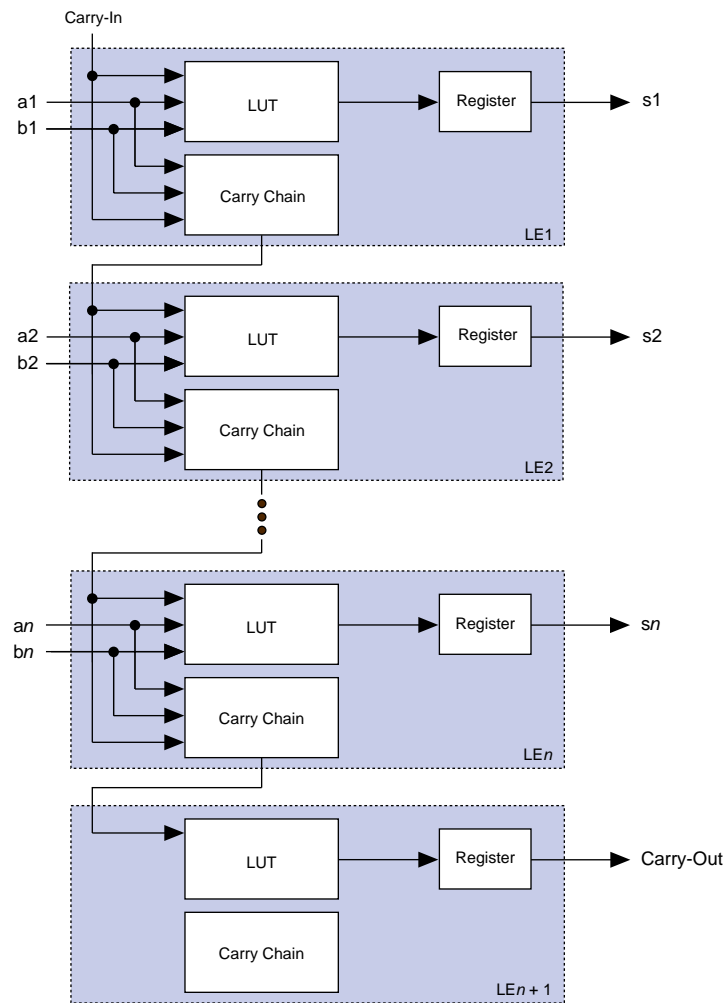 Carry-In
LUT
Register
a1
s1
b1
Carry Chain
LE1
LUT
Register
a2
s2
b2
Carry Chain
LE2
LUT
Register
an
sn
bn
Carry Chain
LEn
LUT
Register
Carry-Out
Carry Chain
LEn + 1